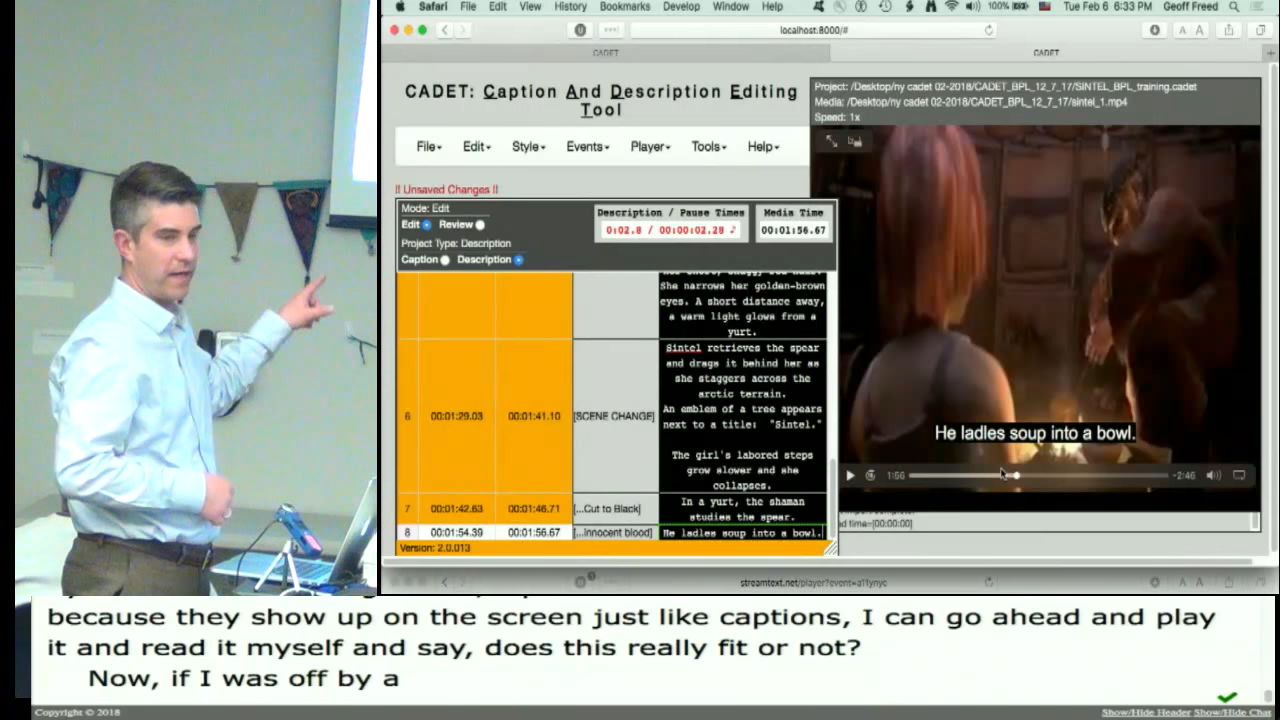 Safari File Edit View History Bookmarks Develop Window Help 100% Tue Feb 6 6:33 PM Geoff Freed
localhost:8000/#
CADET CADET
CADET: Caption And Description Editing
Tool
File Edit Style Events Player Tools Help
!! Unsaved Changes !!
Mode: Edit
Edit Review
Project Type: Description
Caption Description
Description / Pause Times
0:02.8 / 00:00:02.28
Media Time
00:01:56.67
She narrows her golden-brown
eyes. A short distance away,
a warm light glows from a
yurt.
6 00:01:29.03 00:01:41.10 [SCENE CHANGE]
Sintel retrieves the spear
and drags it behind her as
she staggers across the
arctic terrain.
An emblem of a tree appears
next to a title: "Sintel."
The girl's labored steps
grow slower and she
collapses.
7 00:01:42.63 00:01:46.71 [...Cut to Black]
In a yurt, the shaman
studies the spear.
8 00:01:54.39 00:01:56.67 [...innocent blood] He ladles soup into a bowl.
Version: 2.0.013
Project: /Desktop/ny cadet 02-2018/CADET_BPL_12_7_17/SINTEL_BPL_training.cadet
Media: /Desktop/ny cadet 02-2018/CADET_BPL_12_7_17/sintel_1.mp4
Speed: 1x
He ladles soup into a bowl.
1:56 -2:46
time=[00:00:00]
streamtext.net/player?event=a11ynyc
because they show up on the screen just like captions, I can go ahead and play
it and read it myself and say, does this really fit or not?
Now, if I was off by a
Copyright © 2018 Show/Hide Header Show/Hide Chat